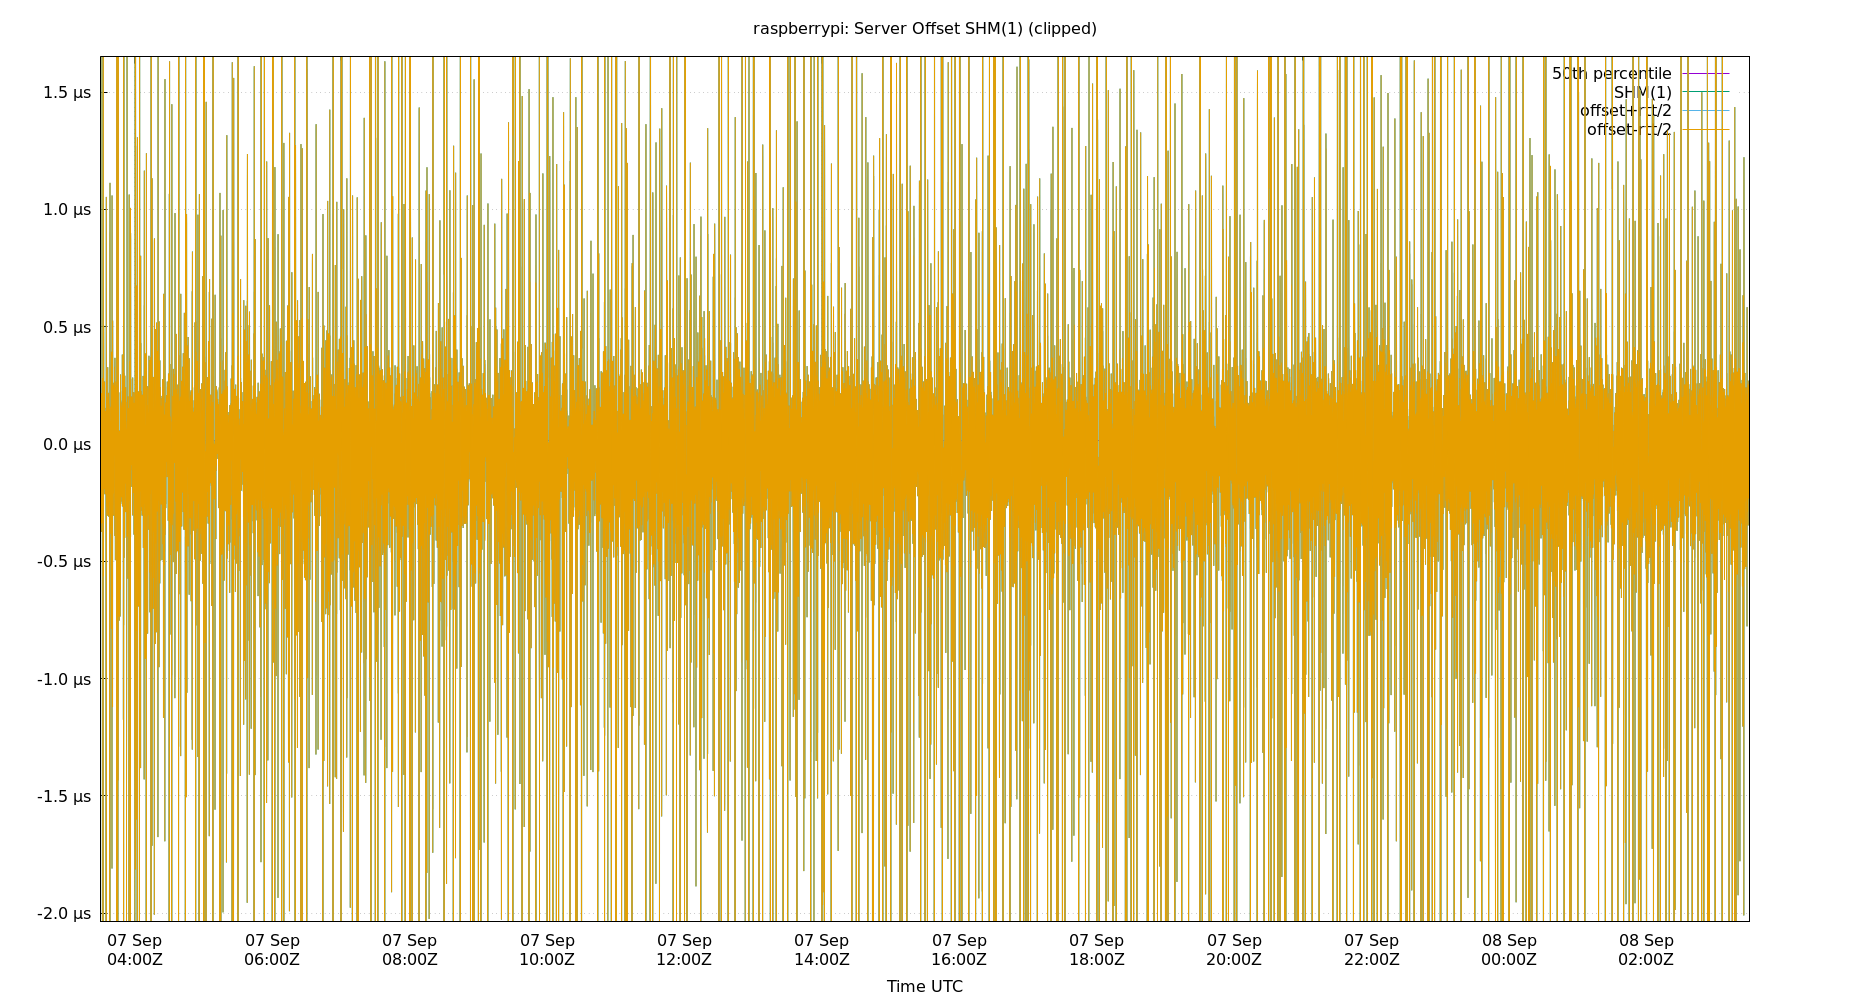 raspberrypi: Server Offset SHM(1) (clipped)
50th percentile
SHM(1)
offset+rtt/2
offset-rtt/2
1.5 µs
1.0 µs
0.5 µs
0.0 µs
-0.5 µs
-1.0 µs
-1.5 µs
-2.0 µs
07 Sep 07 Sep 07 Sep 07 Sep 07 Sep 07 Sep 07 Sep 07 Sep 07 Sep 07 Sep 08 Sep 08 Sep
04:00Z 06:00Z 08:00Z 10:00Z 12:00Z 14:00Z 16:00Z 18:00Z 20:00Z 22:00Z 00:00Z 02:00Z
Time UTC